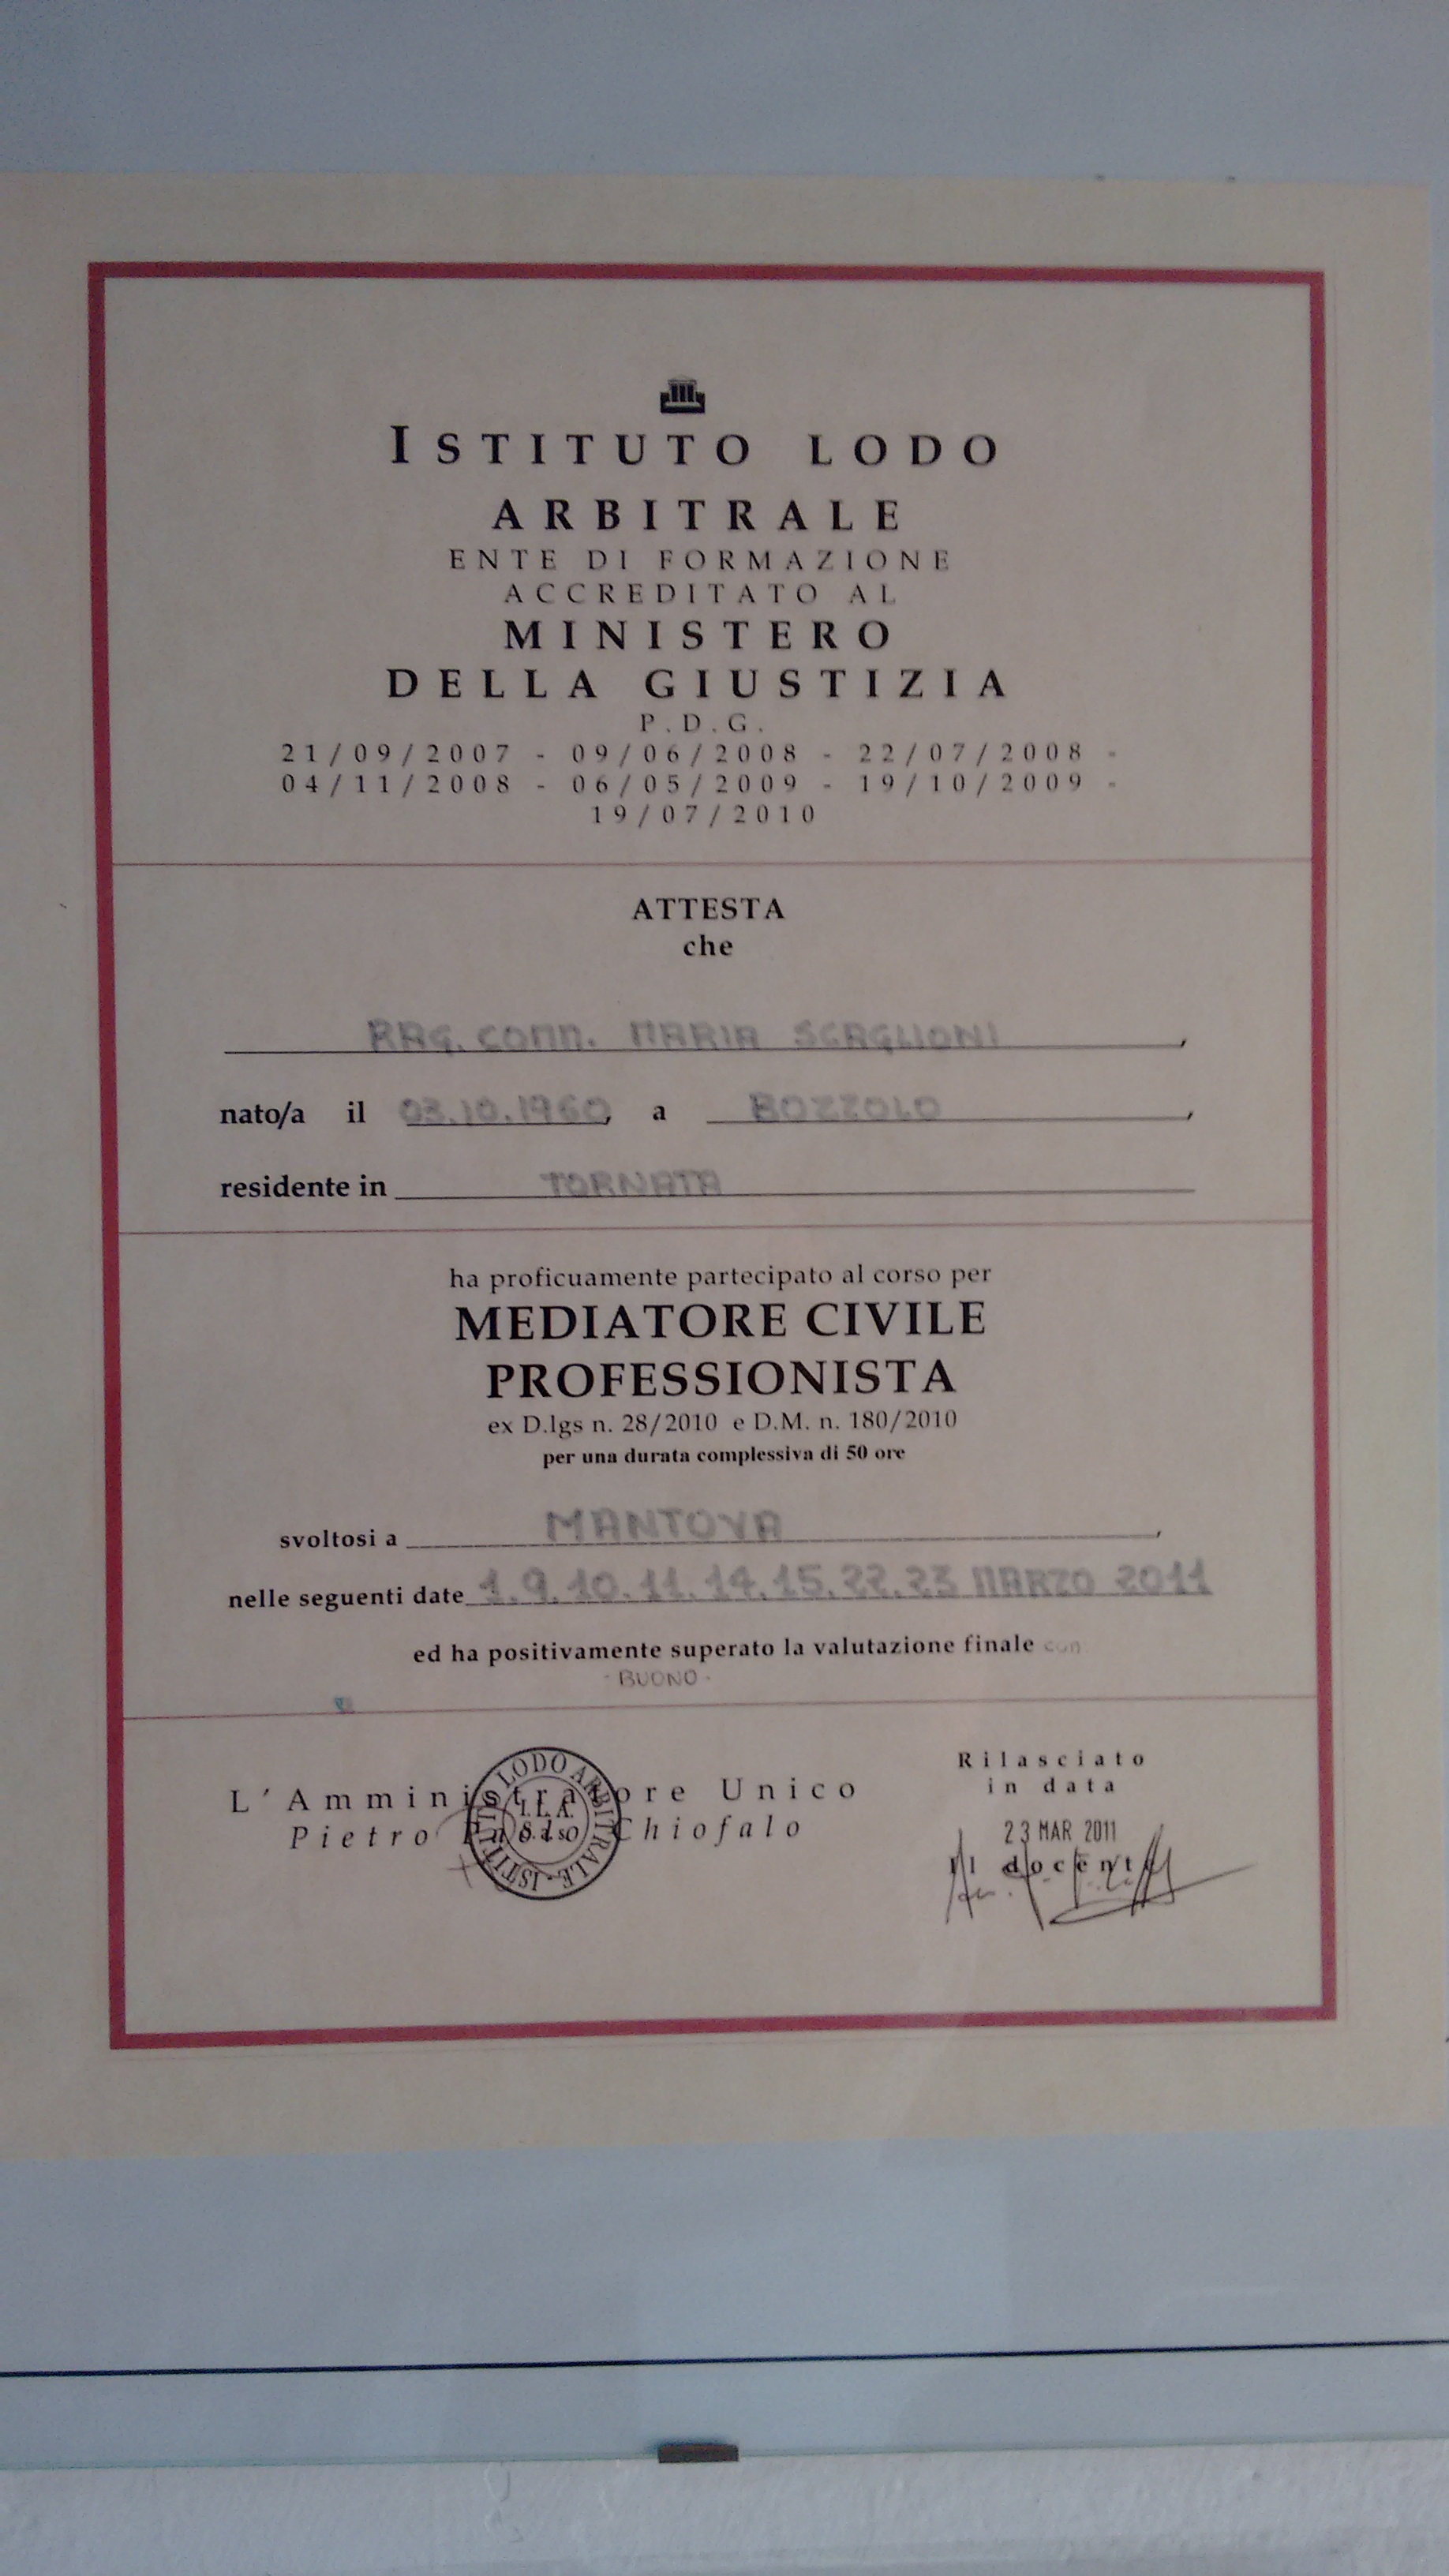 ISTITUTO LODO
ARBITRALE
ENTE DI FORMAZIONE
ACCREDITATO AL
MINISTERO
DELLA GIUSTIZIA
P.D.G.
21/09/2007 - 09/06/2008 - 22/07/2008 -
04/11/2008 - 06/05/2009 - 19/10/2009 -
19/07/2010
ATTESTA
che
RAG. COMM. MARIA SCAGLIONI,
nato/a il 03.10.1960, a BOZZOLO,
residente in TORNATA
ha proficuamente partecipato al corso per
MEDIATORE CIVILE
PROFESSIONISTA
ex D.lgs n. 28/2010 e D.M. n. 180/2010
per una durata complessiva di 50 ore
svoltosi a MANTOVA,
nelle seguenti date 1.9.10.11.14.15.22.23 MARZO 2011
ed ha positivamente superato la valutazione finale con
- BUONO -
Rilasciato
in data
L'Amministratore Unico
Pietro Chiofalo
ISTITUTO LODO ARBITRALE
I.L.A.
S.r.l.
23 MAR 2011
Il docente